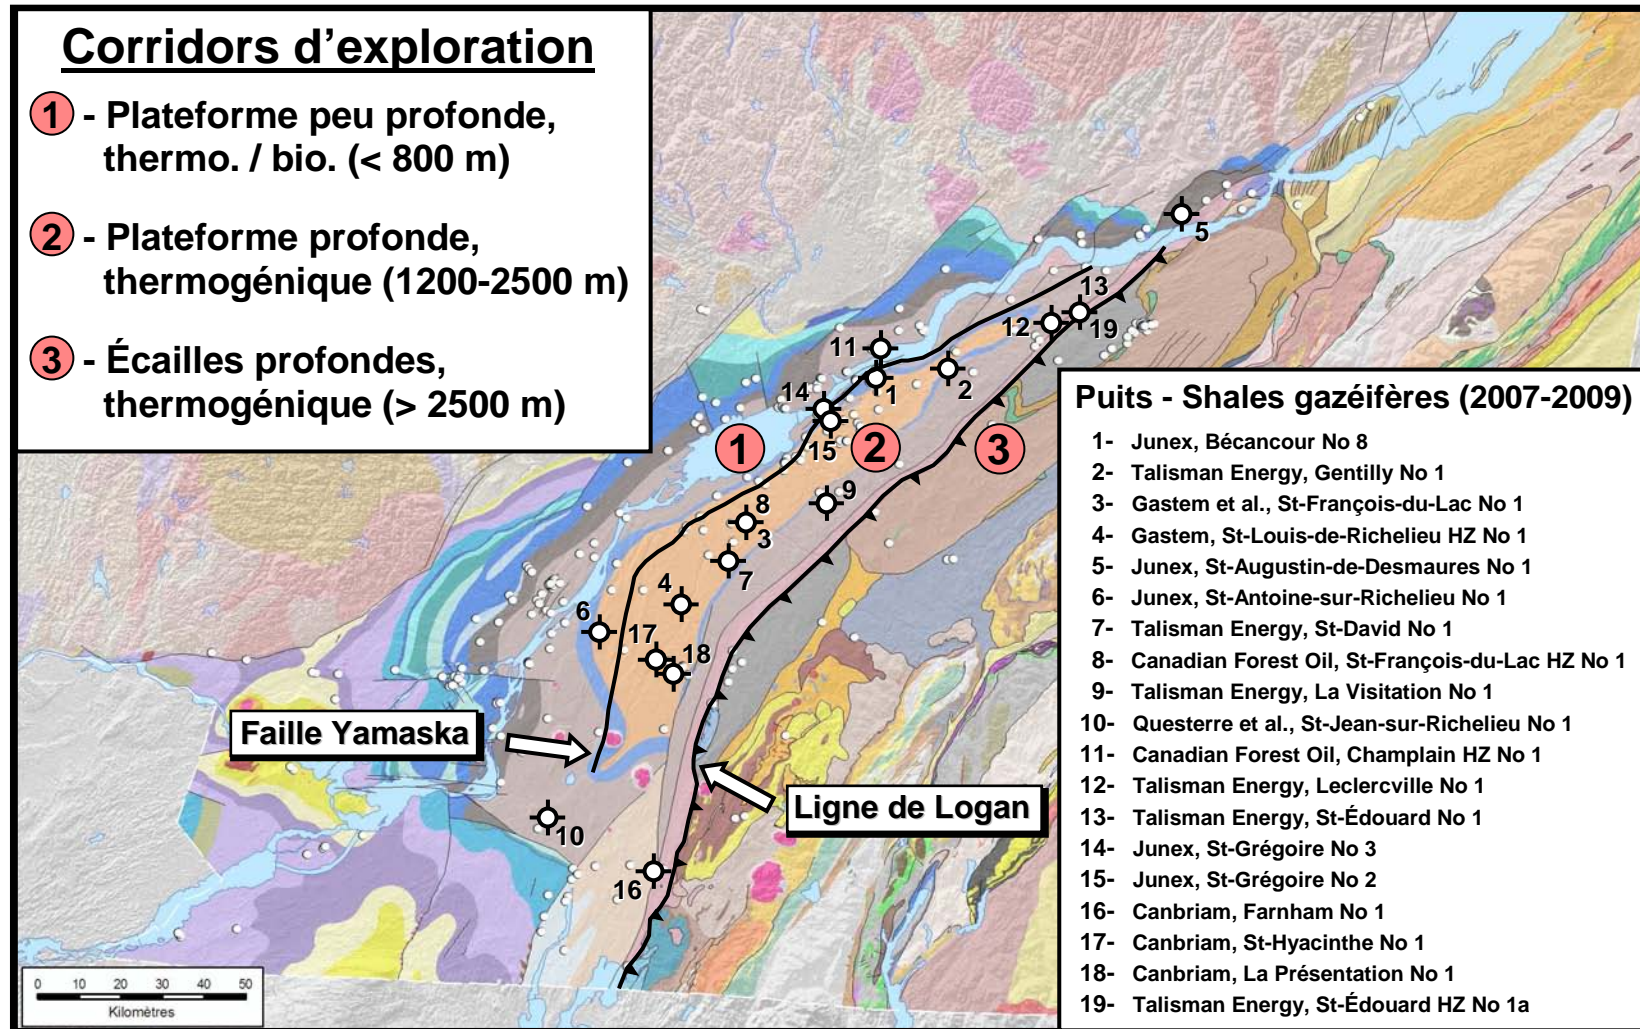 Corridors d'exploration
1 - Plateforme peu profonde,
thermo. / bio. (< 800 m)
2 - Plateforme profonde,
thermogénique (1200-2500 m)
3 - Écailles profondes,
thermogénique (> 2500 m)
5
13
12
19
11
2
1
14
15
1
2
3
9
8
3
7
4
6
17
18
Faille Yamaska
Ligne de Logan
10
16
0 10 20 30 40 50
Kilomètres
Puits - Shales gazéifères (2007-2009)
1- Junex, Bécancour No 8
2- Talisman Energy, Gentilly No 1
3- Gastem et al., St-François-du-Lac No 1
4- Gastem, St-Louis-de-Richelieu HZ No 1
5- Junex, St-Augustin-de-Desmaures No 1
6- Junex, St-Antoine-sur-Richelieu No 1
7- Talisman Energy, St-David No 1
8- Canadian Forest Oil, St-François-du-Lac HZ No 1
9- Talisman Energy, La Visitation No 1
10- Questerre et al., St-Jean-sur-Richelieu No 1
11- Canadian Forest Oil, Champlain HZ No 1
12- Talisman Energy, Leclercville No 1
13- Talisman Energy, St-Édouard No 1
14- Junex, St-Grégoire No 3
15- Junex, St-Grégoire No 2
16- Canbriam, Farnham No 1
17- Canbriam, St-Hyacinthe No 1
18- Canbriam, La Présentation No 1
19- Talisman Energy, St-Édouard HZ No 1a